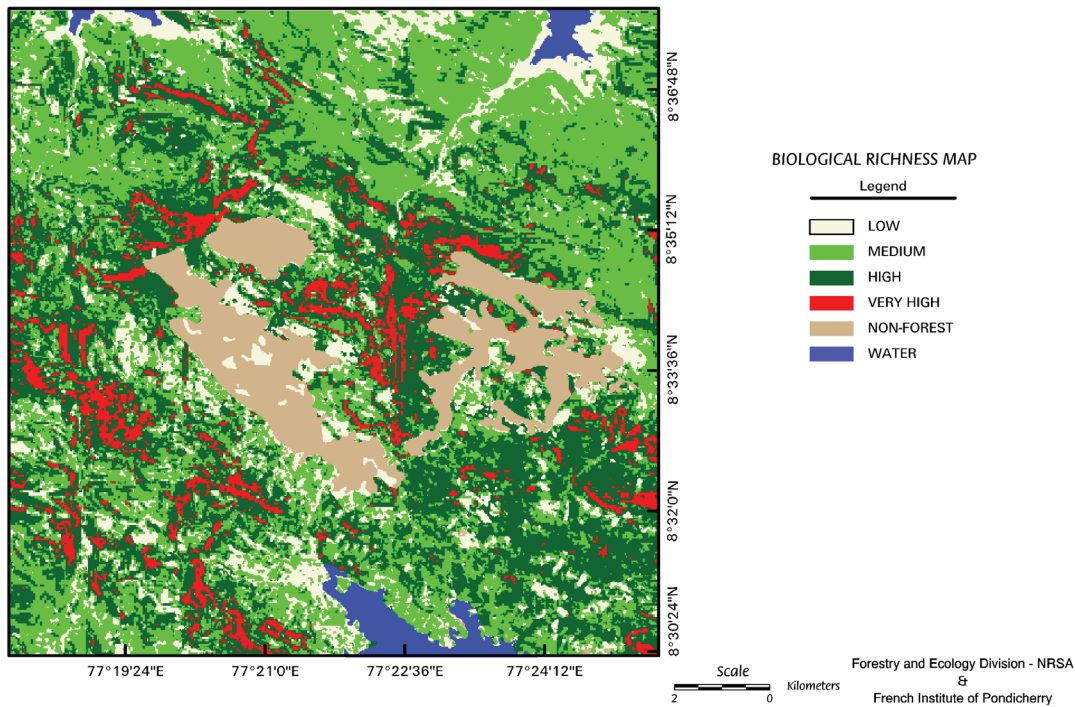 8°36'48"N
8°35'12"N
8°33'36"N
8°32'0"N
8°30'24"N
77°19'24"E
77°21'0"E
77°22'36"E
77°24'12"E
BIOLOGICAL RICHNESS MAP
Legend
LOW
MEDIUM
HIGH
VERY HIGH
NON-FOREST
WATER
Scale
2
0
Kilometers
Forestry and Ecology Division - NRSA
&
French Institute of Pondicherry